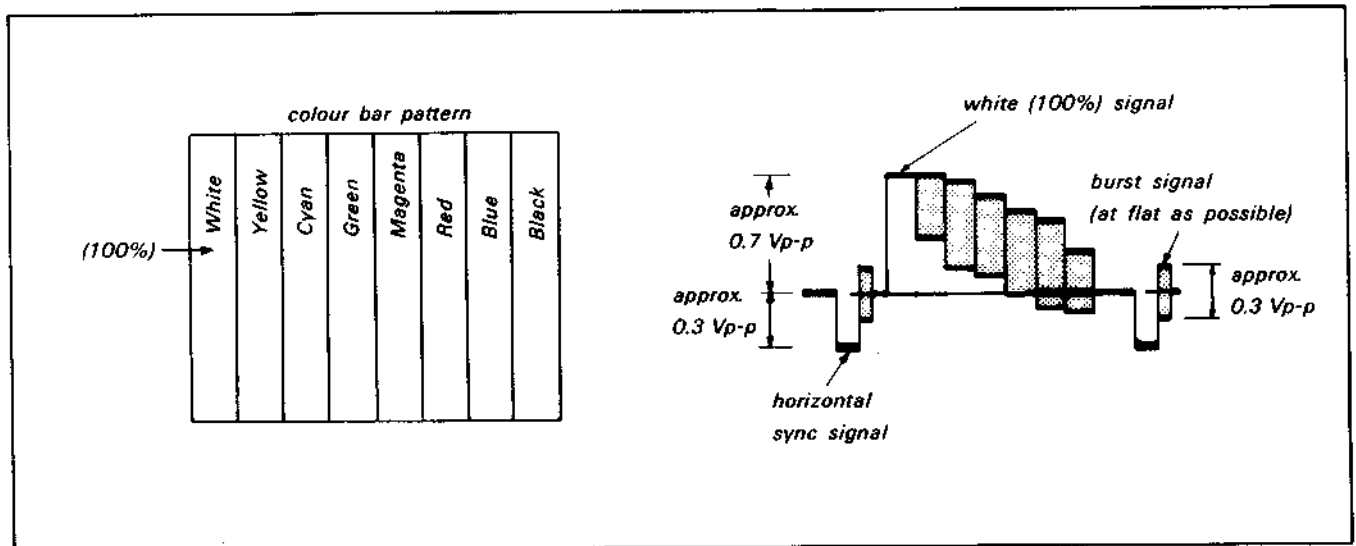 colour bar pattern
(100%)
White
Yellow
Cyan
Green
Magenta
Red
Blue
Black
white (100%) signal
approx.
0.7 Vp-p
approx.
0.3 Vp-p
horizontal
sync signal
burst signal
(at flat as possible)
approx.
0.3 Vp-p